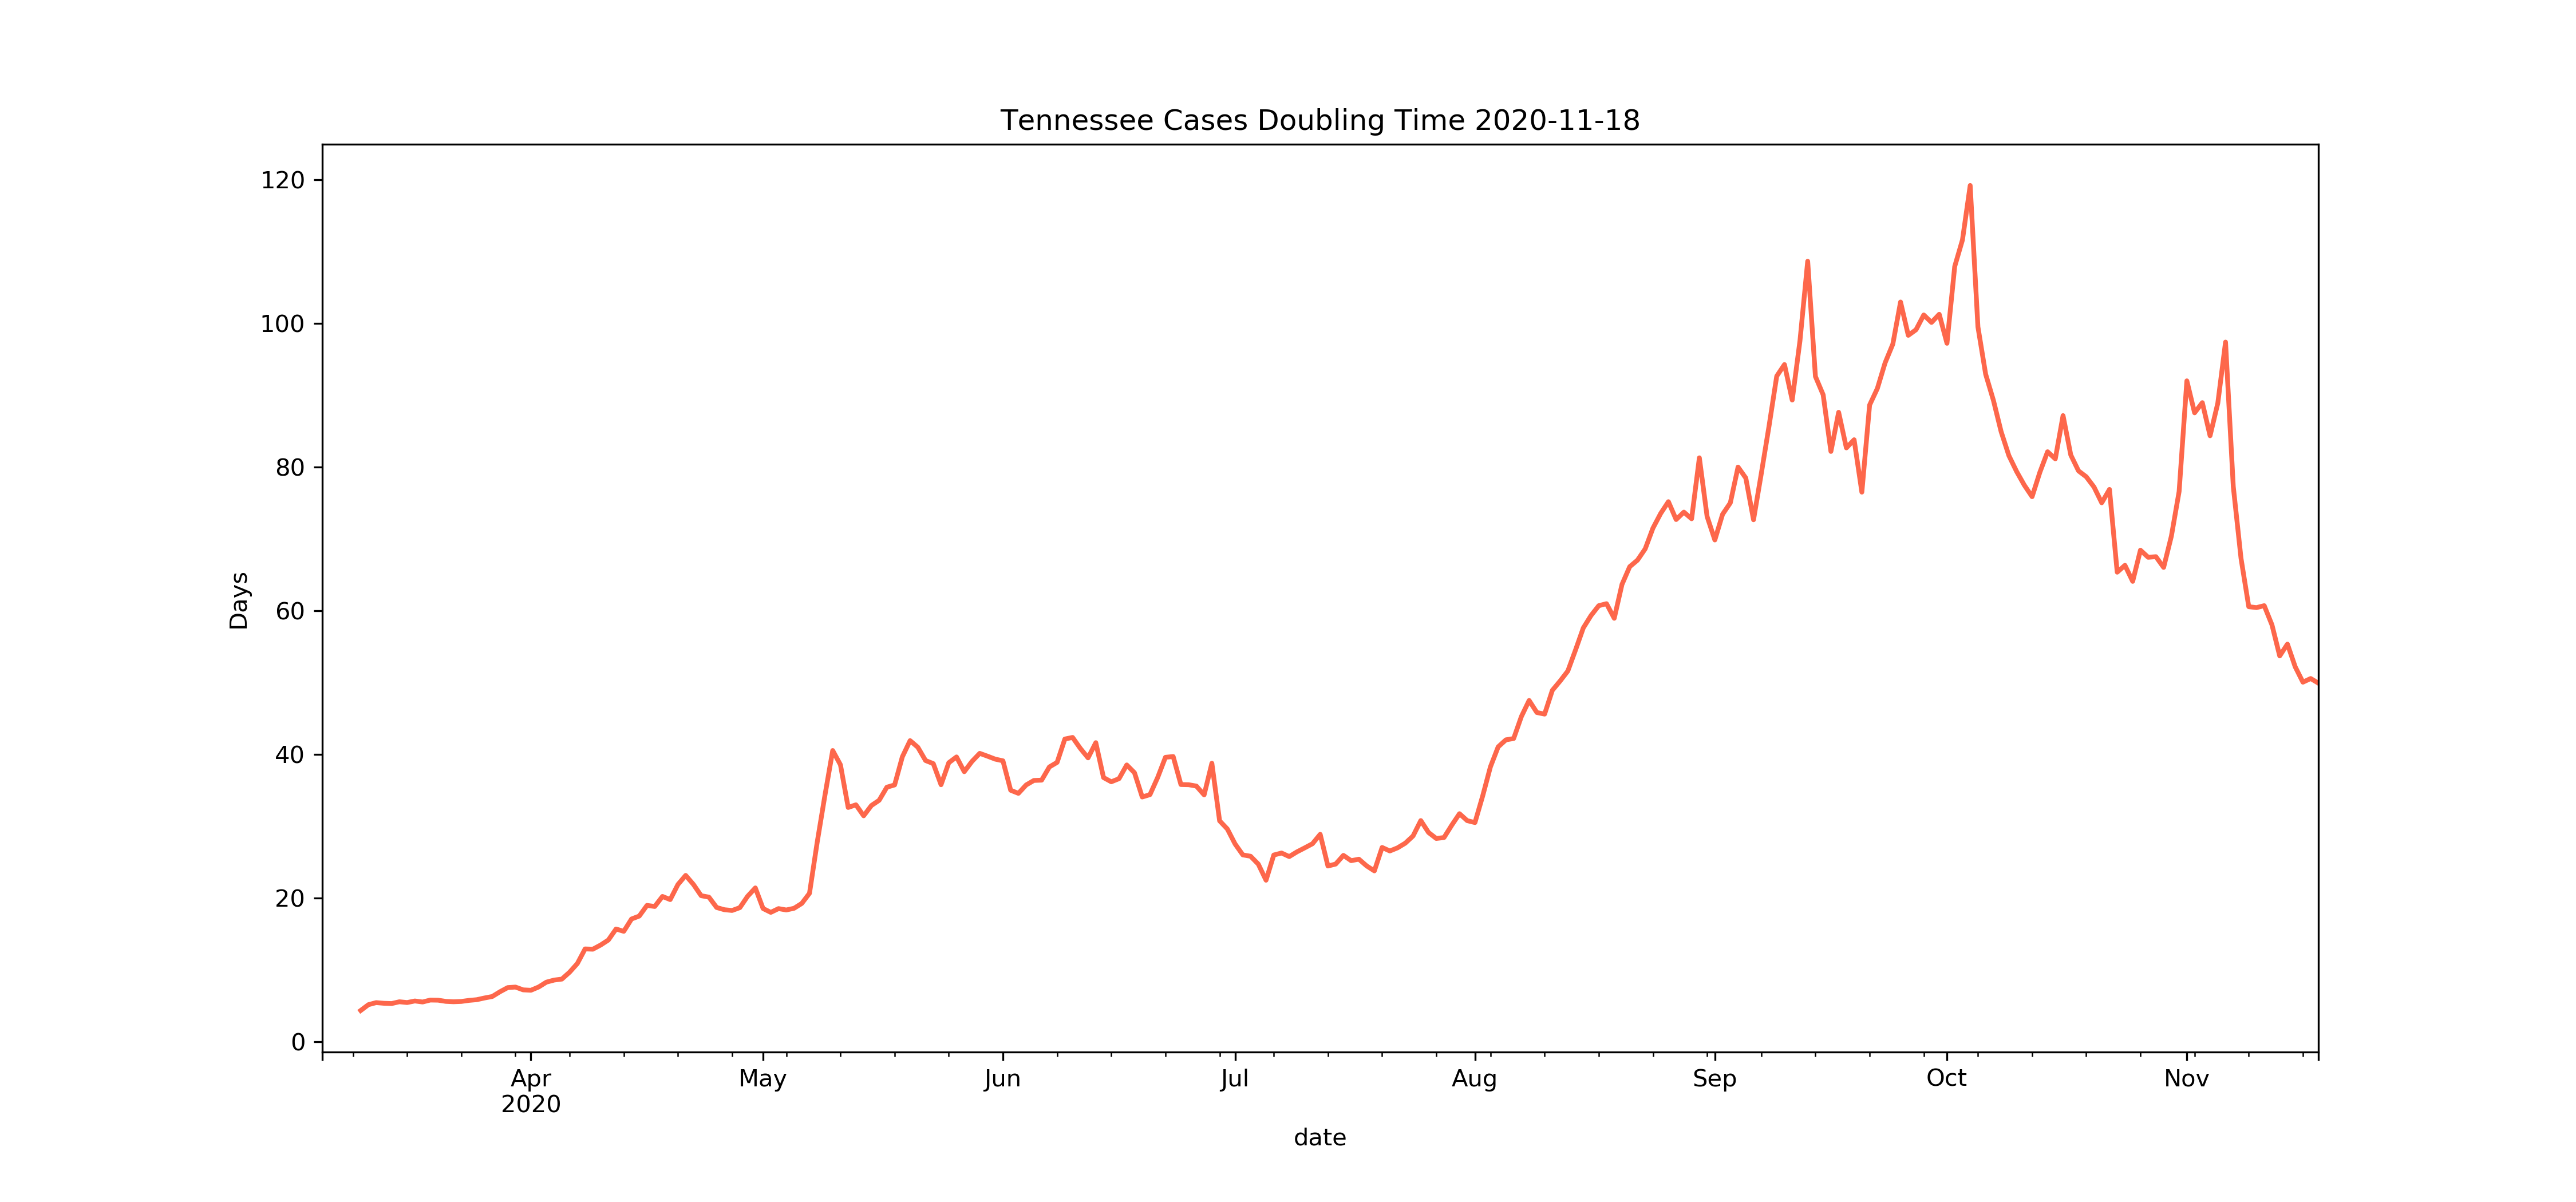 Tennessee Cases Doubling Time 2020-11-18
120
100
80
60
40
20
0
Days
Apr May Jun Jul Aug Sep Oct Nov
2020
date